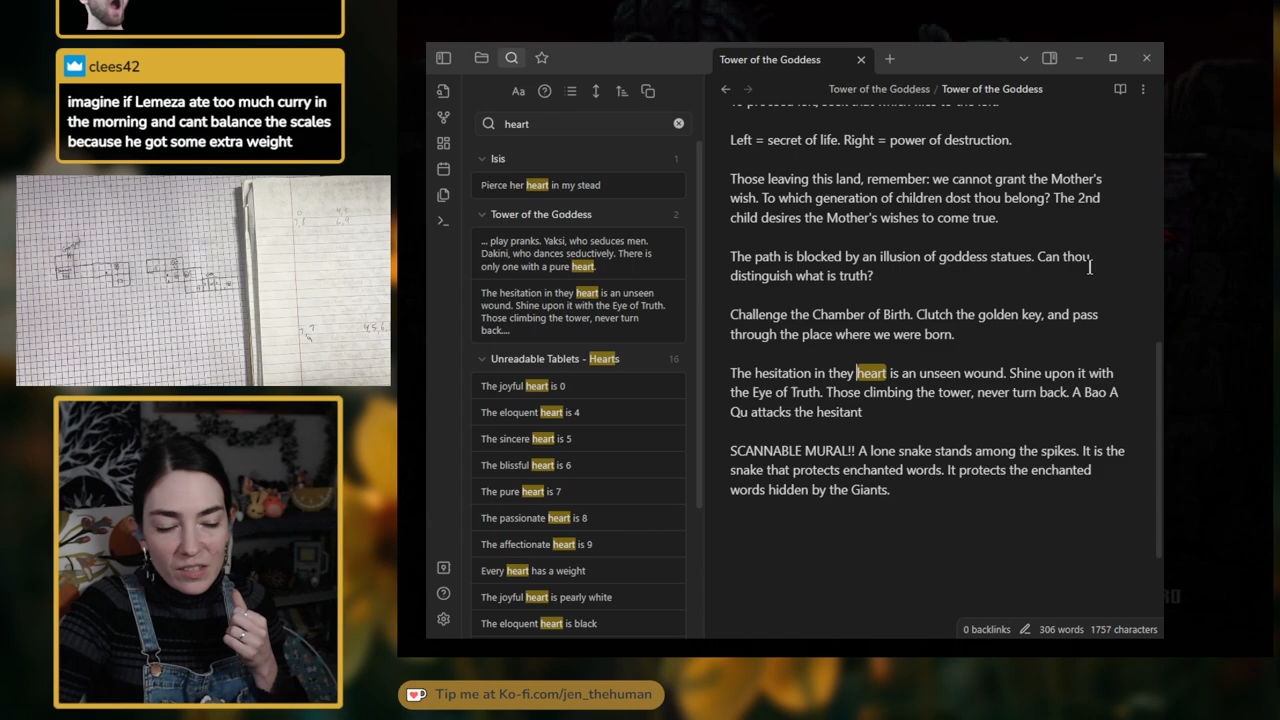 clees42
imagine if Lemeza ate too much curry in
the morning and cant balance the scales
because he got some extra weight
Tower of the Goddess
Aa
heart
Tower of the Goddess / Tower of the Goddess
Isis 1
Pierce her heart in my stead
Tower of the Goddess 2
... play pranks. Yaksi, who seduces men.
Dakini, who dances seductively. There is
only one with a pure heart.
The hesitation in they heart is an unseen
wound. Shine upon it with the Eye of Truth.
Those climbing the tower, never turn
back....
Unreadable Tablets - Hearts 16
The joyful heart is 0
The eloquent heart is 4
The sincere heart is 5
The blissful heart is 6
The pure heart is 7
The passionate heart is 8
The affectionate heart is 9
Every heart has a weight
The joyful heart is pearly white
The eloquent heart is black
Left = secret of life. Right = power of destruction.
Those leaving this land, remember: we cannot grant the Mother's
wish. To which generation of children dost thou belong? The 2nd
child desires the Mother's wishes to come true.
The path is blocked by an illusion of goddess statues. Can thou
distinguish what is truth?
Challenge the Chamber of Birth. Clutch the golden key, and pass
through the place where we were born.
The hesitation in they heart is an unseen wound. Shine upon it with
the Eye of Truth. Those climbing the tower, never turn back. A Bao A
Qu attacks the hesitant
SCANNABLE MURAL!! A lone snake stands among the spikes. It is the
snake that protects enchanted words. It protects the enchanted
words hidden by the Giants.
0 backlinks 306 words 1757 characters
Tip me at Ko-fi.com/jen_thehuman